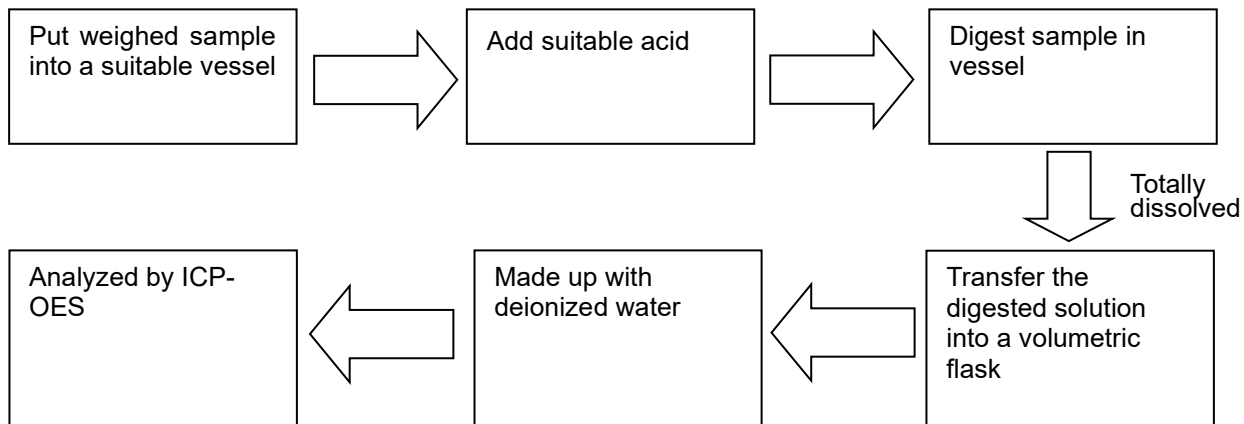 Put weighed sample
into a suitable vessel
Add suitable acid
Digest sample in
vessel
Totally
dissolved
Transfer the
digested solution
into a volumetric
flask
Made up with
deionized water
Analyzed by ICP-
OES